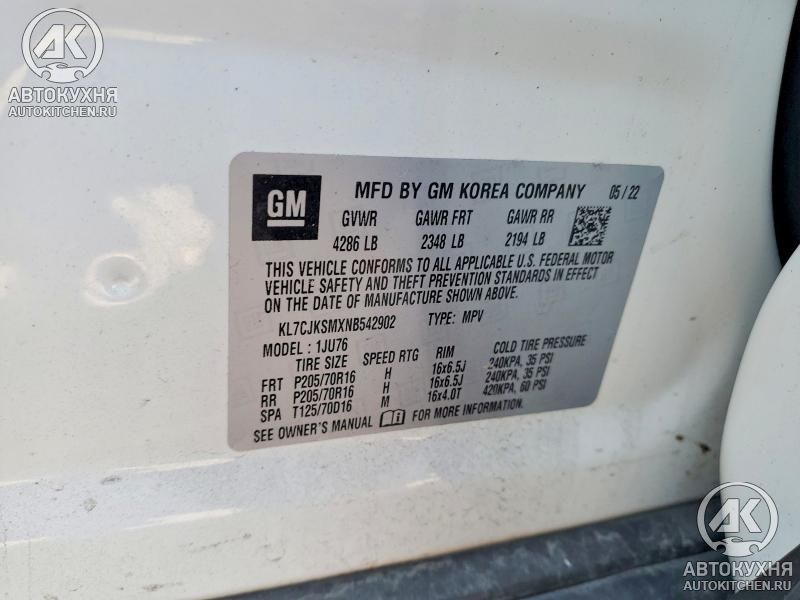 AK
АВТОКУХНЯ
AUTOKITCHEN.RU
GM MFD BY GM KOREA COMPANY 05 / 22
GVWR GAWR FRT GAWR RR
4286 LB 2348 LB 2194 LB
THIS VEHICLE CONFORMS TO ALL APPLICABLE U.S. FEDERAL MOTOR
VEHICLE SAFETY AND THEFT PREVENTION STANDARDS IN EFFECT
ON THE DATE OF MANUFACTURE SHOWN ABOVE.
KL7CJKSMXNB542902 TYPE: MPV
MODEL: 1JU76
TIRE SIZE SPEED RTG RIM COLD TIRE PRESSURE
FRT P205/70R16 H 16x6.5J 240KPA, 35 PSI
RR P205/70R16 H 16x6.5J 240KPA, 35 PSI
SPA T125/70D16 M 16x4.0T 420KPA, 60 PSI
SEE OWNER'S MANUAL FOR MORE INFORMATION.
AK
АВТОКУХНЯ
AUTOKITCHEN.RU